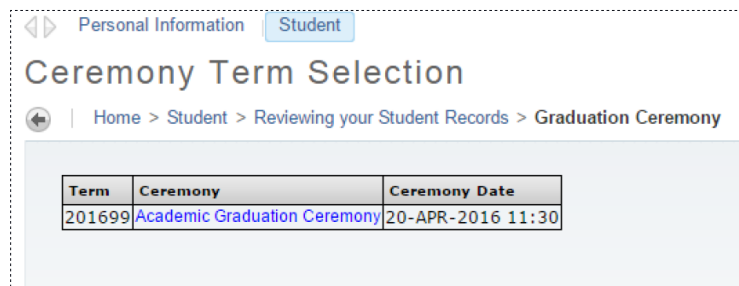 Personal Information Student
Ceremony Term Selection
Home > Student > Reviewing your Student Records > Graduation Ceremony
Term Ceremony Ceremony Date
201699 Academic Graduation Ceremony 20-APR-2016 11:30